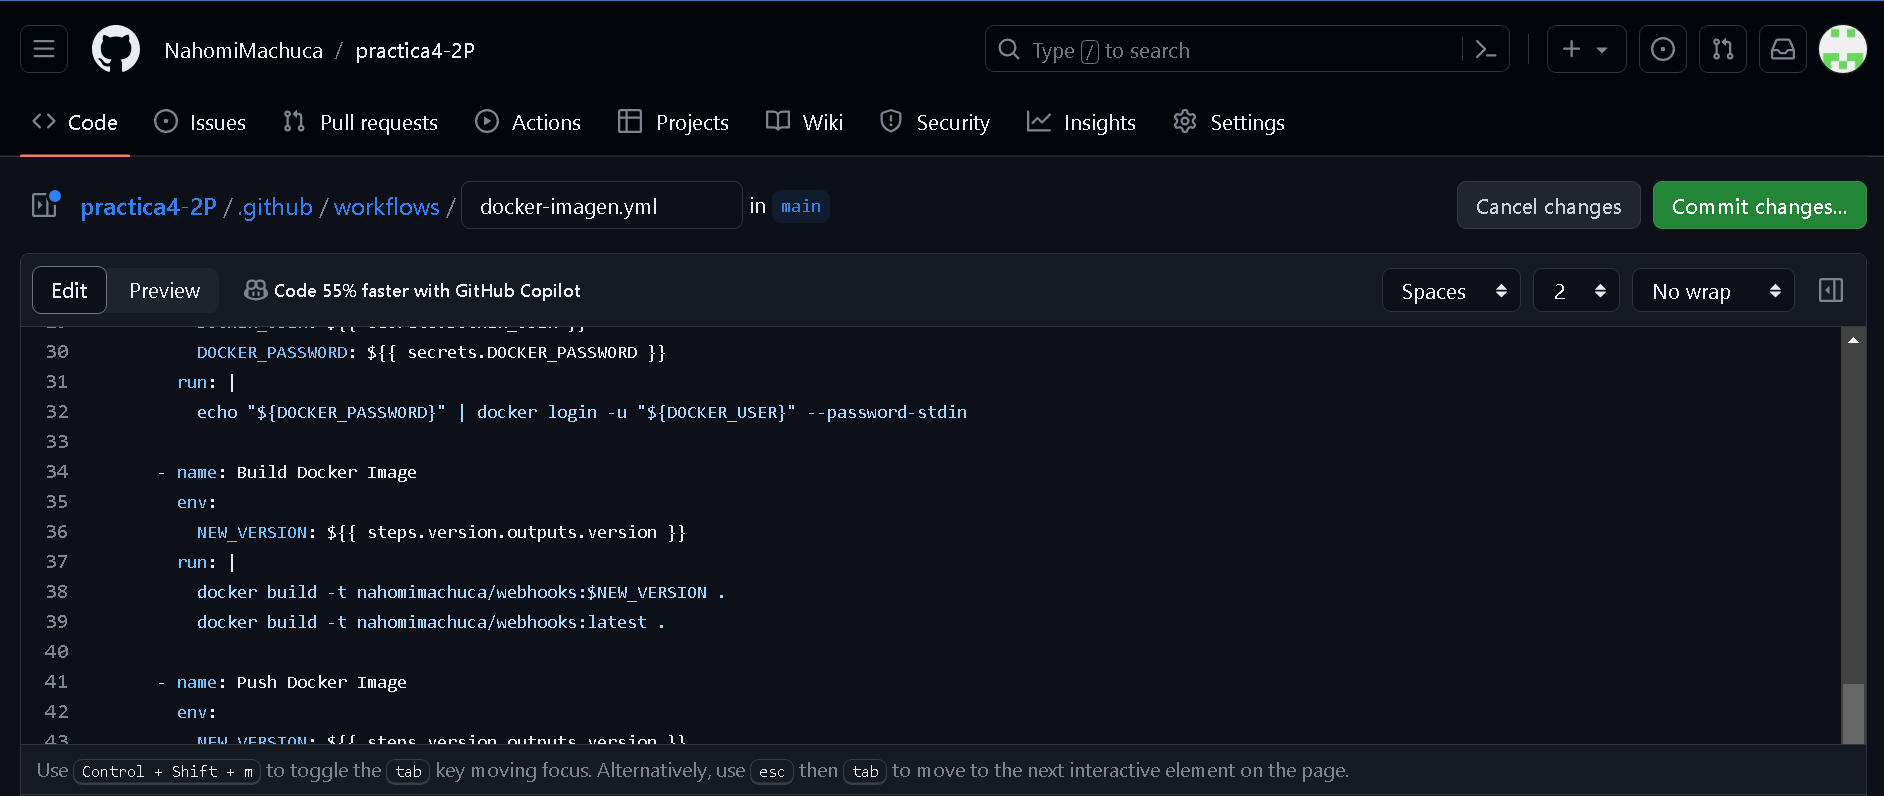 NahomiMachuca / practica4-2P
Type / to search
Code Issues Pull requests Actions Projects Wiki Security Insights Settings
practica4-2P / .github / workflows / docker-imagen.yml in main
Cancel changes Commit changes...
Edit Preview Code 55% faster with GitHub Copilot Spaces 2 No wrap
30 DOCKER_PASSWORD: ${{ secrets.DOCKER_PASSWORD }}
31 run: |
32 echo "${DOCKER_PASSWORD}" | docker login -u "${DOCKER_USER}" --password-stdin
33
34 - name: Build Docker Image
35 env:
36 NEW_VERSION: ${{ steps.version.outputs.version }}
37 run: |
38 docker build -t nahomimachuca/webhooks:$NEW_VERSION .
39 docker build -t nahomimachuca/webhooks:latest .
40
41 - name: Push Docker Image
42 env:
43 NEW_VERSION: ${{ steps.version.outputs.version }}
Use Control + Shift + m to toggle the tab key moving focus. Alternatively, use esc then tab to move to the next interactive element on the page.